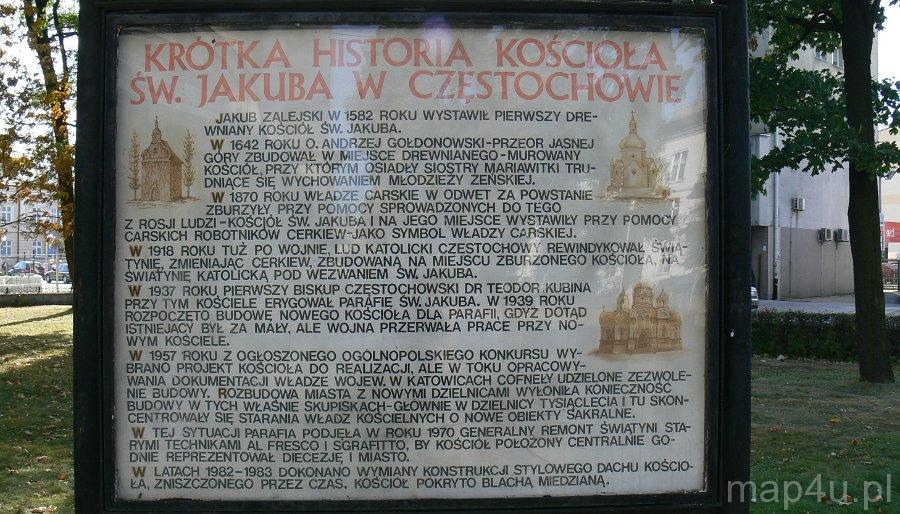 KRÓTKA HISTORIA KOŚCIOŁA
ŚW. JAKUBA W CZĘSTOCHOWIE
JAKUB ZALEJSKI W 1582 ROKU WYSTAWIŁ PIERWSZY DRE-
WNIANY KOŚCIÓŁ ŚW. JAKUBA.
W 1642 ROKU O. ANDRZEJ GOŁDONOWSKI-PRZEOR JASNEJ
GÓRY ZBUDOWAŁ W MIEJSCE DREWNIANEGO-MUROWANY
KOŚCIÓŁ, PRZY KTÓRYM OSIADŁY SIOSTRY MARIAWITKI TRU-
DNIĄCE SIĘ WYCHOWANIEM MŁODZIEŻY ŻEŃSKIEJ.
W 1870 ROKU WŁADZE CARSKIE W ODWET ZA POWSTANIE
ZBURZYŁY PRZY POMOCY SPROWADZONYCH DO TEGO
Z ROSJI LUDZI-KOŚCIÓŁ ŚW. JAKUBA I NA JEGO MIEJSCE WYSTAWIŁY PRZY POMOCY
CARSKICH ROBOTNIKÓW CERKIEW-JAKO SYMBOL WŁADZY CARSKIEJ.
W 1918 ROKU TUŻ PO WOJNIE, LUD KATOLICKI CZĘSTOCHOWY REWINDYKOWAŁ ŚWIĄ-
TYNIĘ, ZMIENIAJĄC CERKIEW, ZBUDOWANĄ NA MIEJSCU ZBURZONEGO KOŚCIOŁA, NA
ŚWIĄTYNIĘ KATOLICKĄ POD WEZWANIEM ŚW. JAKUBA.
W 1937 ROKU PIERWSZY BISKUP CZĘSTOCHOWSKI DR TEODOR KUBINA
PRZY TYM KOŚCIELE ERYGOWAŁ PARAFIĘ ŚW. JAKUBA. W 1939 ROKU
ROZPOCZĘTO BUDOWĘ NOWEGO KOŚCIOŁA DLA PARAFII, GDYŻ DOTĄD
ISTNIEJĄCY BYŁ ZA MAŁY, ALE WOJNA PRZERWAŁA PRACE PRZY NO-
WYM KOŚCIELE.
W 1957 ROKU Z OGŁOSZONEGO OGÓLNOPOLSKIEGO KONKURSU WY-
BRANO PROJEKT KOŚCIOŁA DO REALIZACJI, ALE W TOKU OPRACOWY-
WANIA DOKUMENTACJI WŁADZE WOJEW. W KATOWICACH COFNĘŁY UDZIELONE ZEZWOLE-
NIE BUDOWY. ROZBUDOWA MIASTA Z NOWYMI DZIELNICAMI WYŁONIŁA KONIECZNOŚĆ
BUDOWY W TYCH WŁAŚNIE SKUPISKACH-GŁÓWNIE W DZIELNICY TYSIĄCLECIA I TU SKON-
CENTROWAŁY SIĘ STARANIA WŁADZ KOŚCIELNYCH O NOWE OBIEKTY SAKRALNE.
W TEJ SYTUACJI PARAFIA PODJĘŁA W ROKU 1970 GENERALNY REMONT ŚWIĄTYNI STA-
RYMI TECHNIKAMI AL FRESCO I SGRAFITTO, BY KOŚCIÓŁ POŁOŻONY CENTRALNIE GO-
DNIE REPREZENTOWAŁ DIECEZJĘ I MIASTO.
W LATACH 1982-1983 DOKONANO WYMIANY KONSTRUKCJI STYLOWEGO DACHU KOŚCIO-
ŁA, ZNISZCZONEGO PRZEZ CZAS. KOŚCIÓŁ POKRYTO BLACHĄ MIEDZIANĄ.
map4u.pl